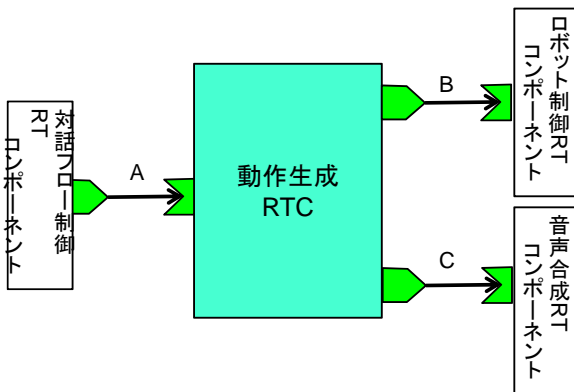 対話フロー制御
RT
コンポーネント
A
動作生成
RTC
B
ロボット制御RT
コンポーネント
C
音声合成RT
コンポーネント